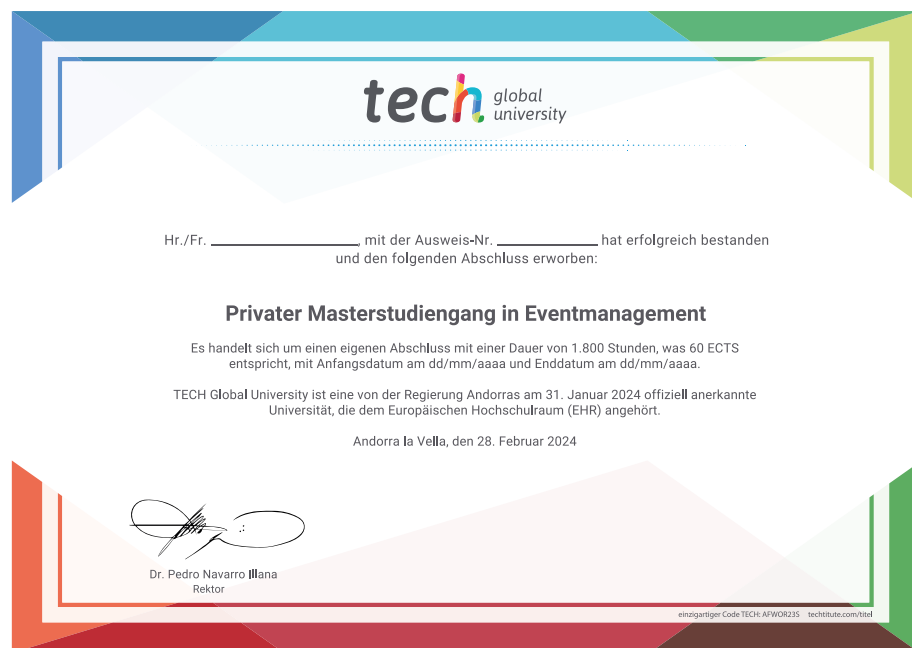 tech global university
Hr./Fr. ____________________, mit der Ausweis-Nr. ______________ hat erfolgreich bestanden
und den folgenden Abschluss erworben:
Privater Masterstudiengang in Eventmanagement
Es handelt sich um einen eigenen Abschluss mit einer Dauer von 1.800 Stunden, was 60 ECTS
entspricht, mit Anfangsdatum am dd/mm/aaaa und Enddatum am dd/mm/aaaa.
TECH Global University ist eine von der Regierung Andorras am 31. Januar 2024 offiziell anerkannte
Universität, die dem Europäischen Hochschulraum (EHR) angehört.
Andorra la Vella, den 28. Februar 2024
Dr. Pedro Navarro Illana
Rektor
einzigartiger Code TECH: AFWOR23S techtitute.com/titel